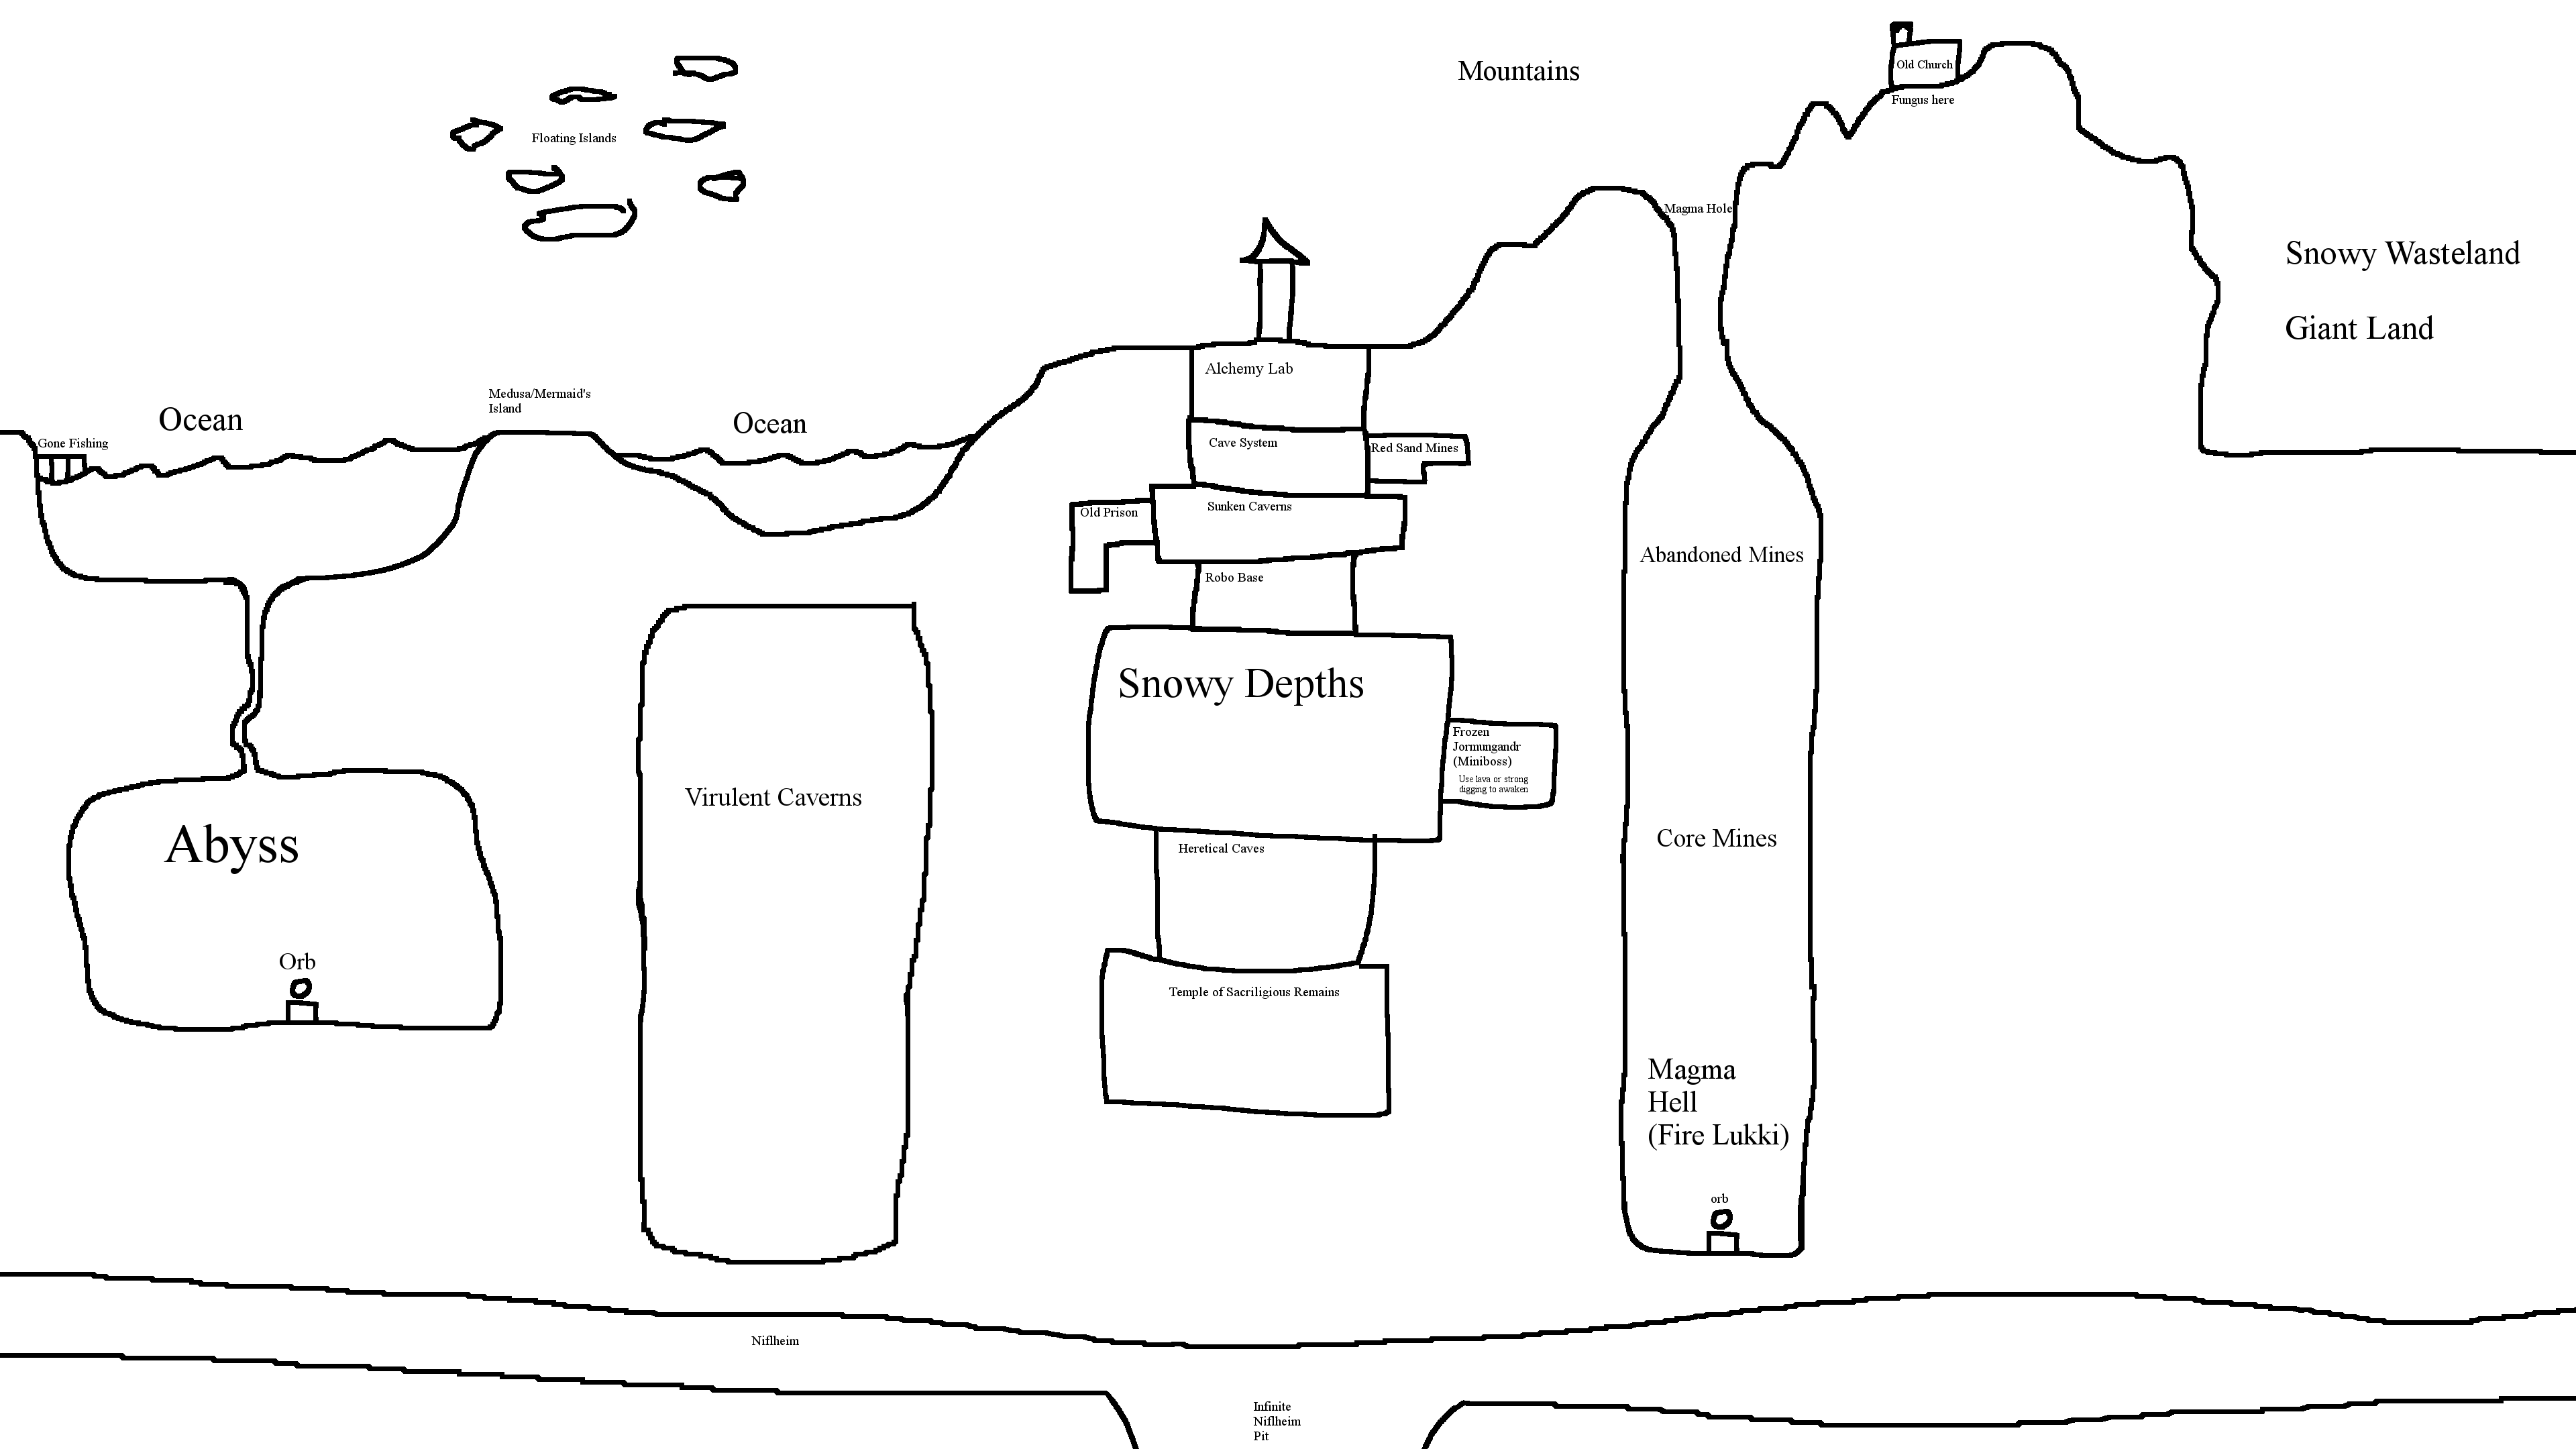 Mountains
Old Church
Fungus here
Floating Islands
Magma Hole
Snowy Wasteland
Giant Land
Alchemy Lab
Medusa/Mermaid's
Island
Ocean
Ocean
Gone Fishing
Cave System
Red Sand Mines
Sunken Caverns
Old Prison
Robo Base
Abandoned Mines
Snowy Depths
Frozen
Jormungandr
(Miniboss)
Use lava or strong
digging to awaken
Virulent Caverns
Abyss
Core Mines
Heretical Caves
Orb
Temple of Sacriligious Remains
Magma
Hell
(Fire Lukki)
orb
Niflheim
Infinite
Niflheim
Pit